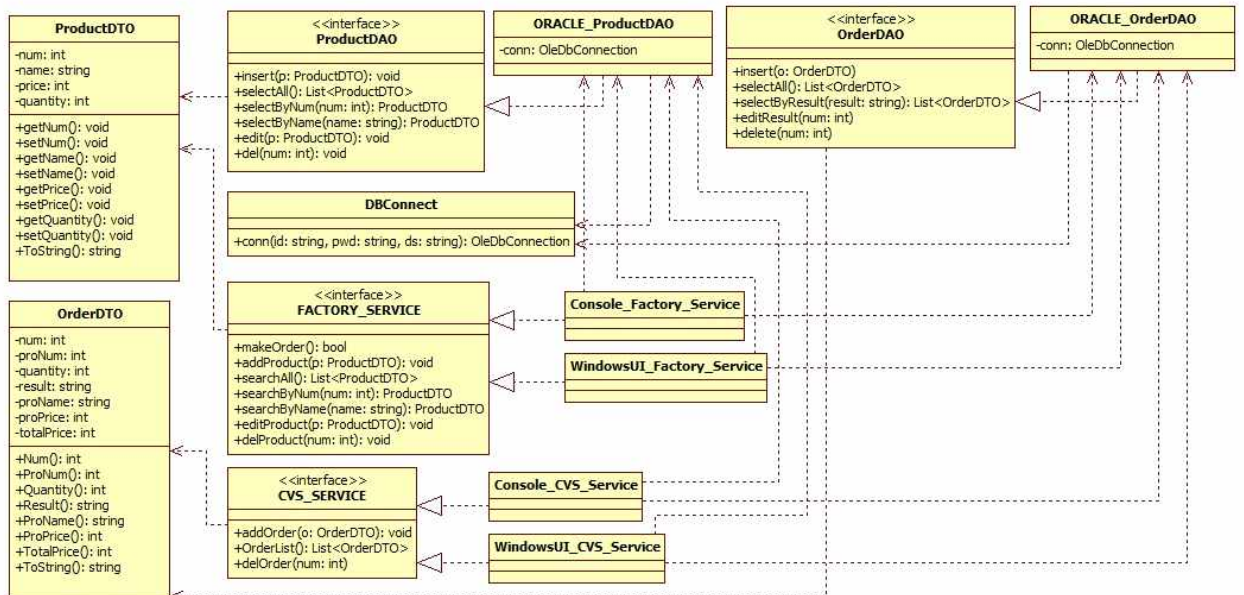 ProductDTO
-num: int
-name: string
-price: int
-quantity: int
+getNum(): void
+setNum(): void
+getName(): void
+setName(): void
+getPrice(): void
+setPrice(): void
+getQuantity(): void
+setQuantity(): void
+ToString(): string
<<interface>>
ProductDAO
+insert(p: ProductDTO): void
+selectAll(): List<ProductDTO>
+selectByNum(num: int): ProductDTO
+selectByName(name: string): ProductDTO
+edit(p: ProductDTO): void
+del(num: int): void
ORACLE_ProductDAO
-conn: OleDbConnection
<<interface>>
OrderDAO
+insert(o: OrderDTO)
+selectAll(): List<OrderDTO>
+selectByResult(result: string): List<OrderDTO>
+editResult(num: int)
+delete(num: int)
ORACLE_OrderDAO
-conn: OleDbConnection
DBConnect
+conn(id: string, pwd: string, ds: string): OleDbConnection
<<interface>>
FACTORY_SERVICE
+makeOrder(): bool
+addProduct(p: ProductDTO): void
+searchAll(): List<ProductDTO>
+searchByNum(num: int): ProductDTO
+searchByName(name: string): ProductDTO
+editProduct(p: ProductDTO): void
+delProduct(num: int): void
Console_Factory_Service
WindowsUI_Factory_Service
OrderDTO
-num: int
-proNum: int
-quantity: int
-result: string
-proName: string
-proPrice: int
-totalPrice: int
+Num(): int
+ProNum(): int
+Quantity(): int
+Result(): string
+ProName(): string
+ProPrice(): int
+TotalPrice(): int
+ToString(): string
<<interface>>
CVS_SERVICE
+addOrder(o: OrderDTO): void
+OrderList(): List<OrderDTO>
+delOrder(num: int)
Console_CVS_Service
WindowsUI_CVS_Service